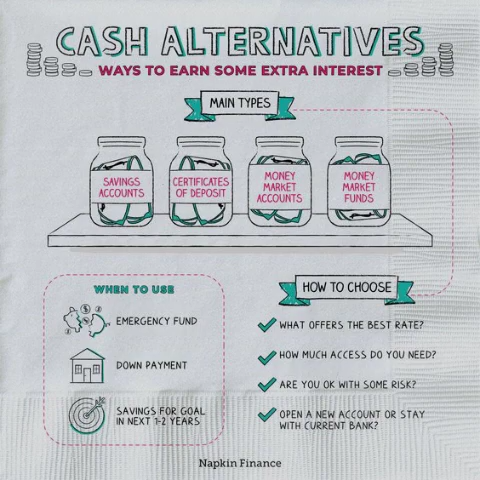 CASH ALTERNATIVES
WAYS TO EARN SOME EXTRA INTEREST
MAIN TYPES
SAVINGS
ACCOUNTS
CERTIFICATES
OF DEPOSIT
MONEY
MARKET
ACCOUNTS
MONEY
MARKET
FUNDS
WHEN TO USE
EMERGENCY FUND
DOWN PAYMENT
SAVINGS FOR GOAL
IN NEXT 1-2 YEARS
HOW TO CHOOSE
WHAT OFFERS THE BEST RATE?
HOW MUCH ACCESS DO YOU NEED?
ARE YOU OK WITH SOME RISK?
OPEN A NEW ACCOUNT OR STAY
WITH CURRENT BANK?
Napkin Finance